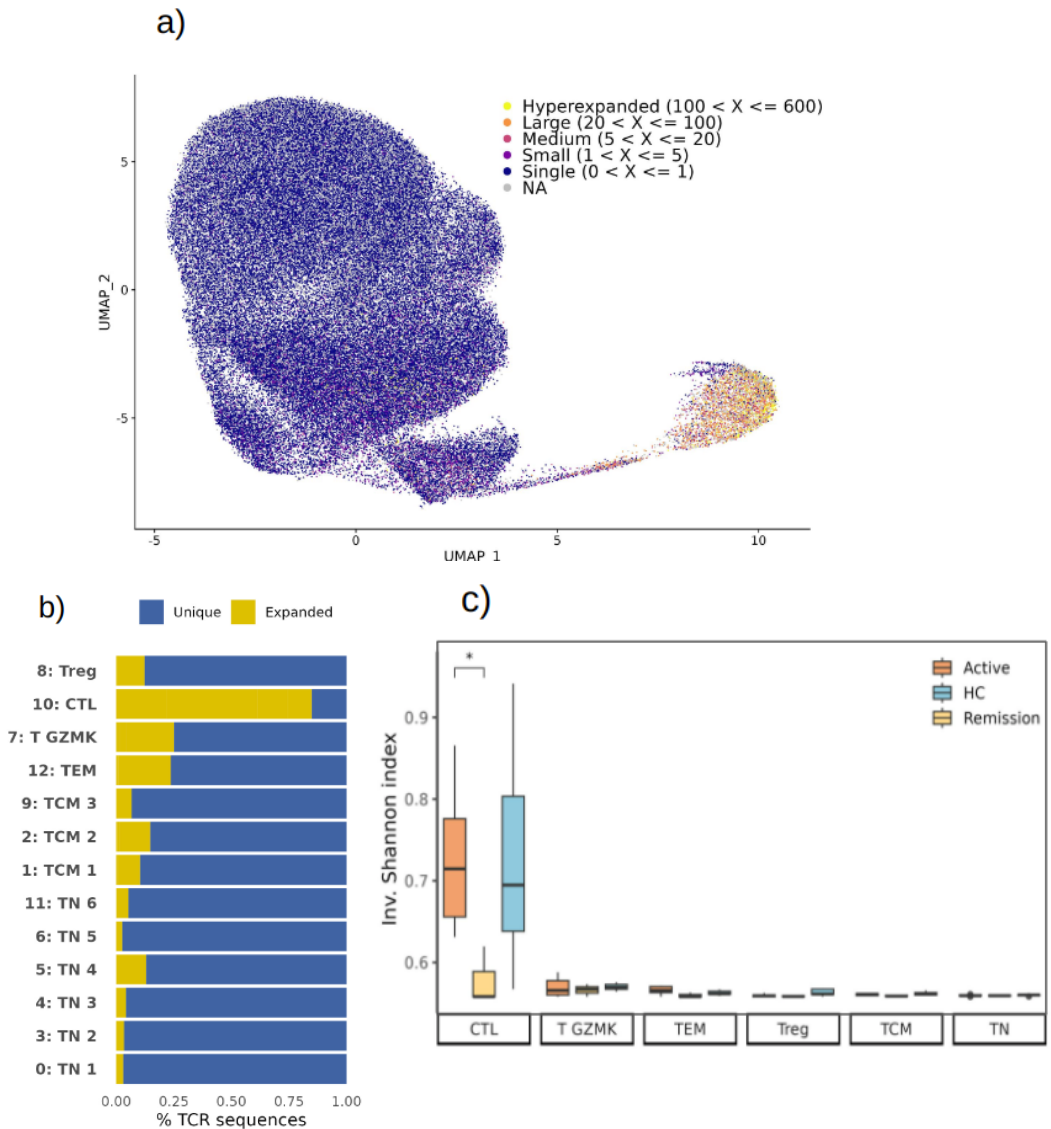 a)
Hyperexpanded (100 < X <= 600)
Large (20 < X <= 100)
Medium (5 < X <= 20)
Small (1 < X <= 5)
Single (0 < X <= 1)
NA
5
0
-5
UMAP_2
-5
0
5
10
UMAP_1
b)
Unique
Expanded
8: Treg
10: CTL
7: T GZMK
12: TEM
9: TCM 3
2: TCM 2
1: TCM 1
11: TN 6
6: TN 5
5: TN 4
4: TN 3
3: TN 2
0: TN 1
0.00 0.25 0.50 0.75 1.00
% TCR sequences
c)
*
Active
HC
Remission
0.9
0.8
0.7
0.6
Inv. Shannon index
CTL
T GZMK
TEM
Treg
TCM
TN